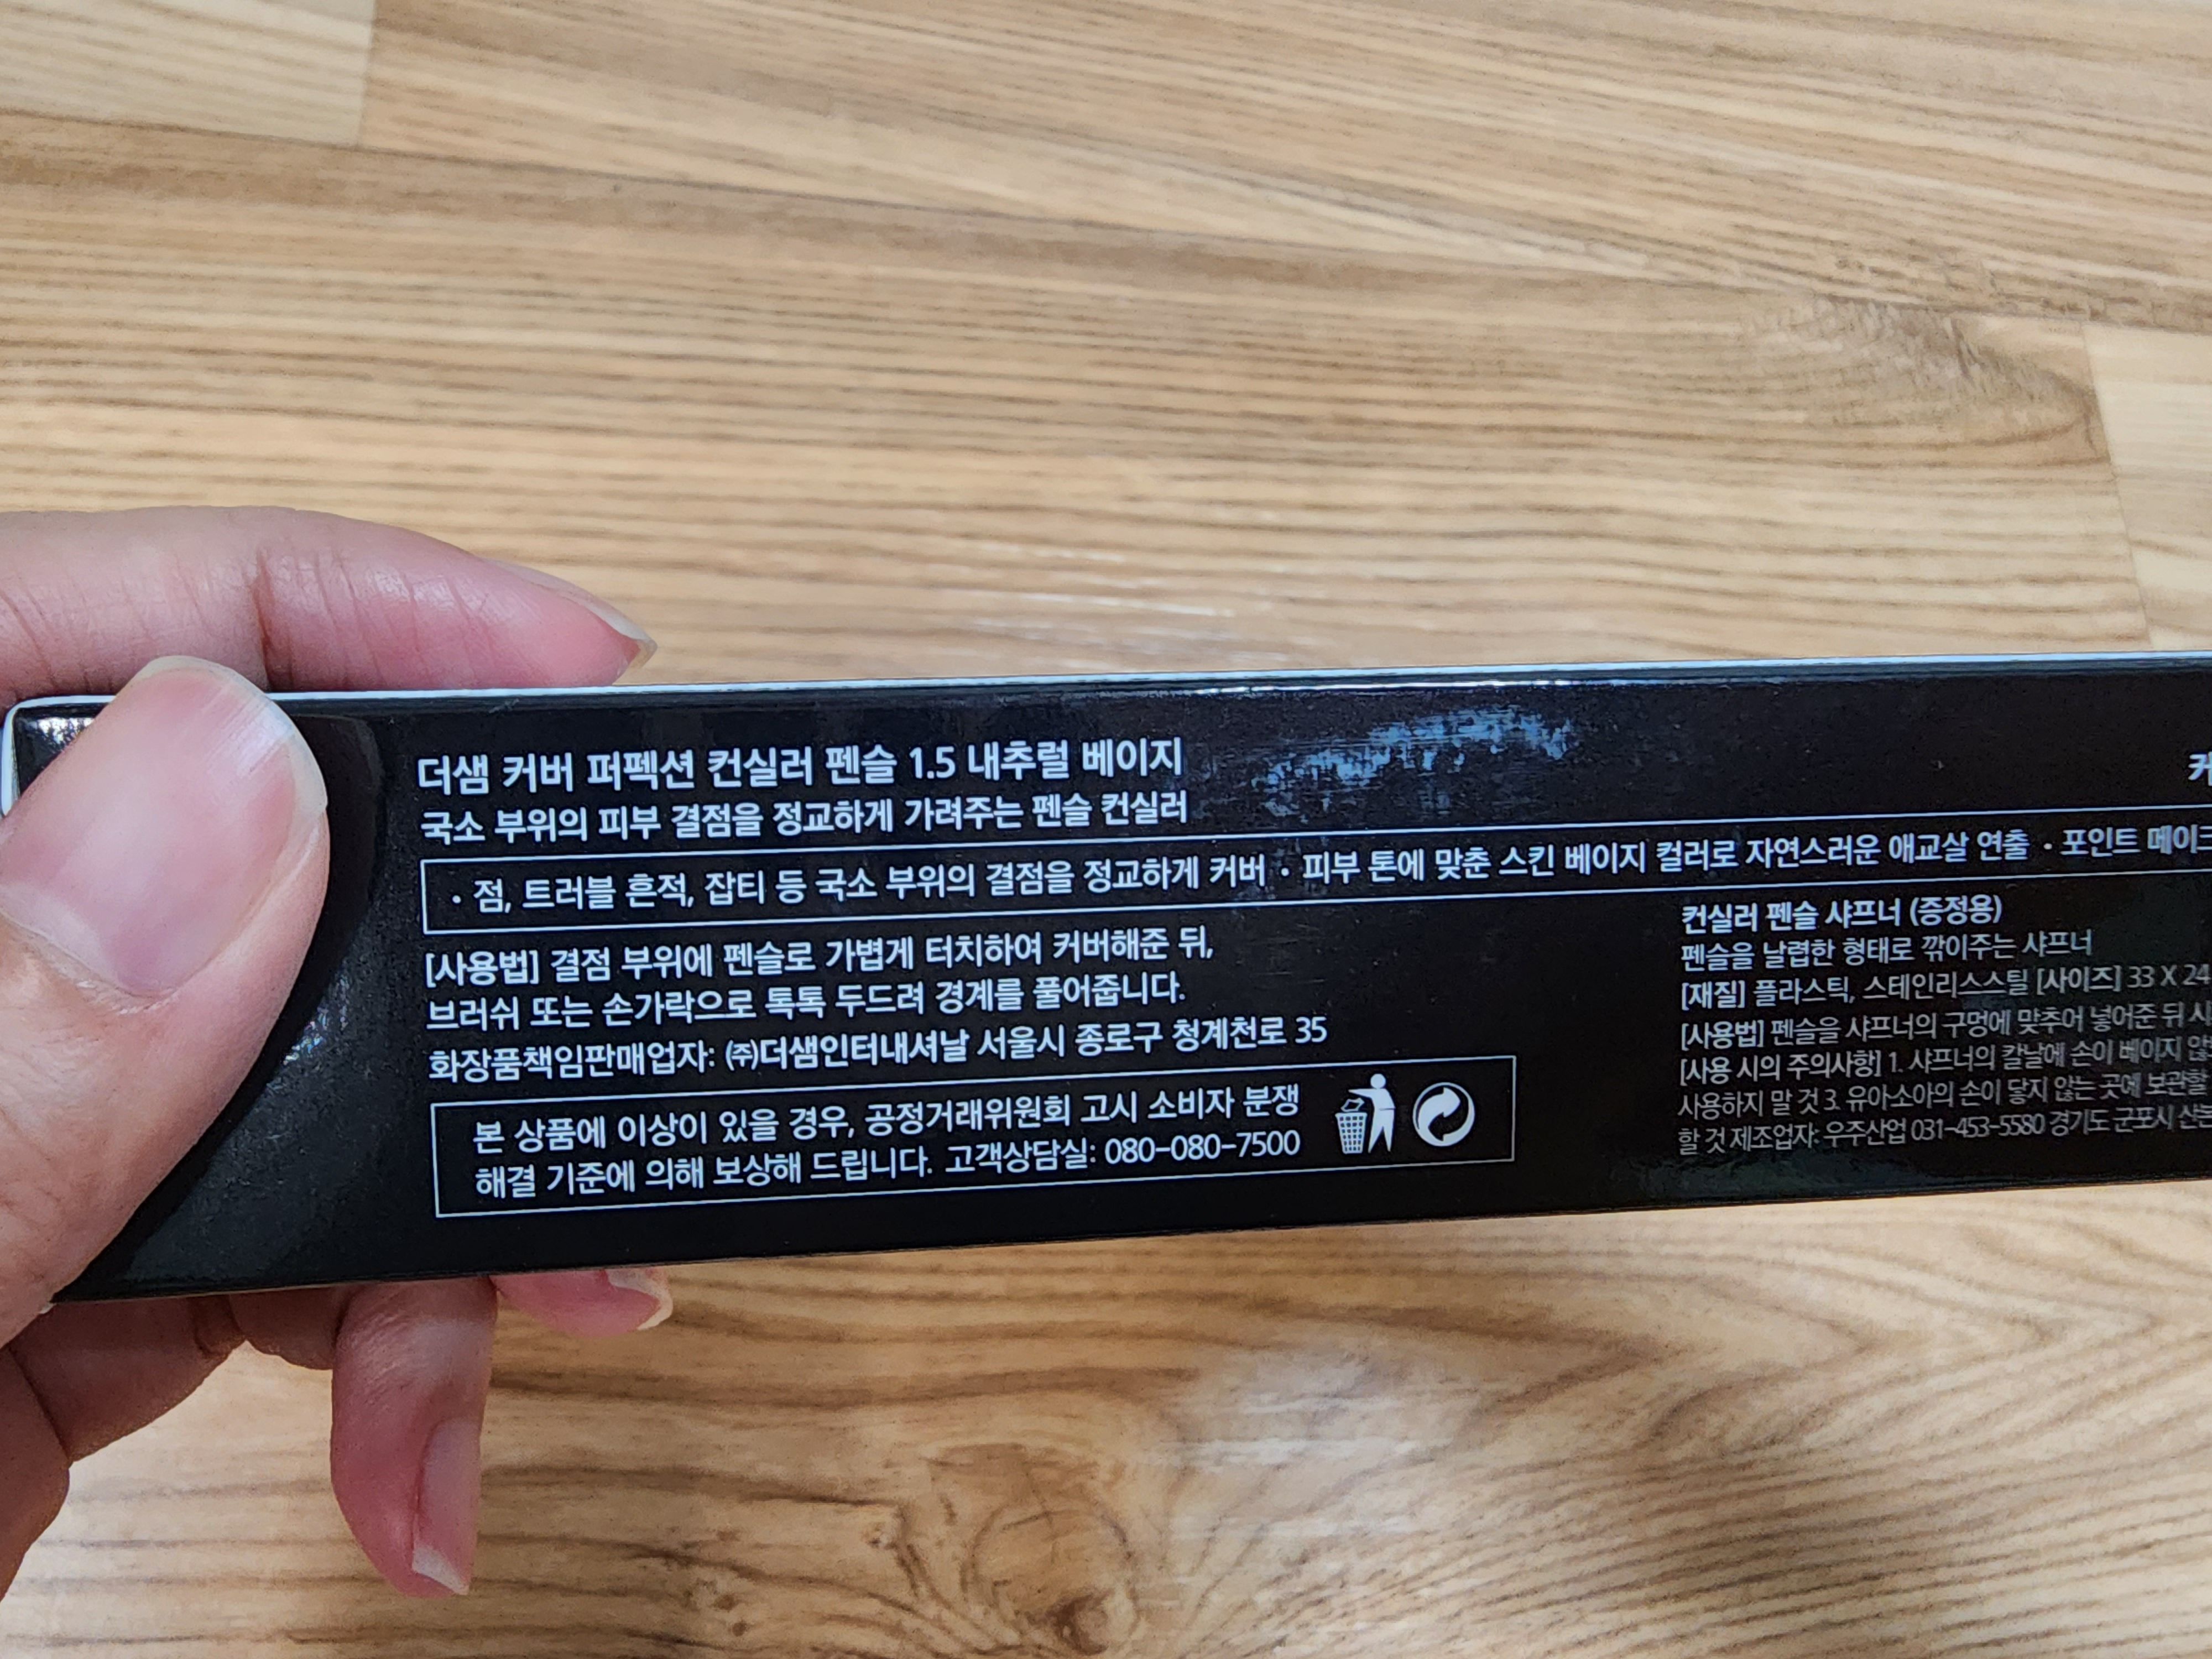 더샘 커버 퍼펙션 컨실러 펜슬 1.5 내추럴 베이지
국소 부위의 피부 결점을 정교하게 가려주는 펜슬 컨실러
· 점, 트러블 흔적, 잡티 등 국소 부위의 결점을 정교하게 커버 · 피부 톤에 맞춘 스킨 베이지 컬러로 자연스러운 애교살 연출 · 포인트
[사용법] 결점 부위에 펜슬로 가볍게 터치하여 커버해준 뒤,
브러쉬 또는 손가락으로 톡톡 두드려 경계를 풀어줍니다.
화장품책임판매업자: ㈜더샘인터내셔날 서울시 종로구 청계천로 35
본 상품에 이상이 있을 경우, 공정거래위원회 고시 소비자 분쟁
해결 기준에 의해 보상해 드립니다. 고객상담실: 080-080-7500
컨실러 펜슬 샤프너 (증정용)
펜슬을 날렵한 형태로 깎아주는 샤프너
[재질] 플라스틱, 스테인리스스틸 [사이즈] 33 X 24
[사용법] 펜슬을 샤프너의 구멍에 맞추어 넣어준 뒤
[사용 시의 주의사항] 1. 샤프너의 칼날에 손이 베이지
사용하지 말 것 3. 유아·소아의 손이 닿지 않는 곳에 보관할
할 것 제조업자: 우주산업 031-453-5580 경기도 군포시